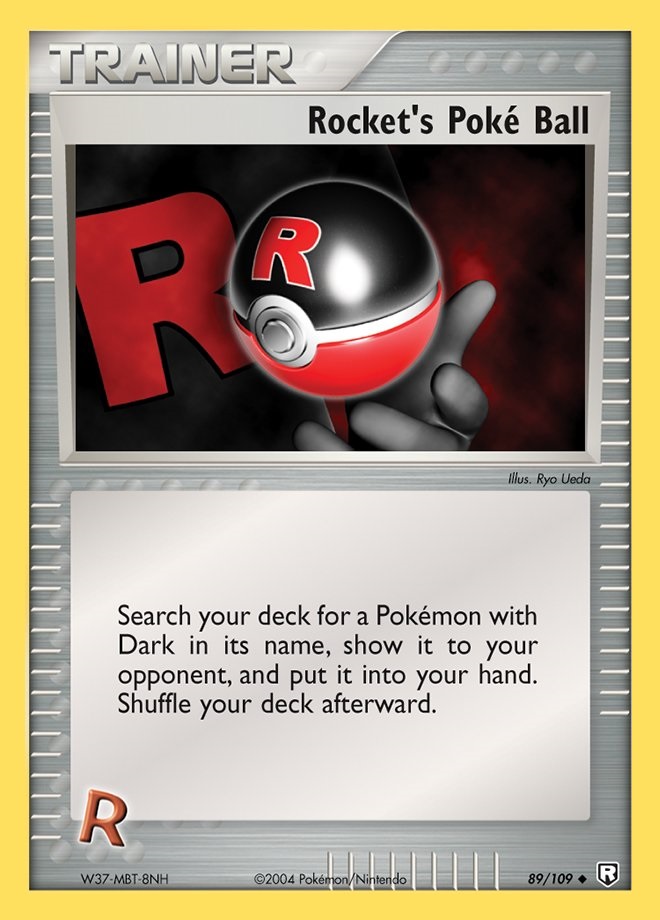 TRAINER
Rocket's Poké Ball
R
R
Illus. Ryo Ueda
Search your deck for a Pokémon with
Dark in its name, show it to your
opponent, and put it into your hand.
Shuffle your deck afterward.
R
W37-MBT-8NH ©2004 Pokémon/Nintendo 89/109 ◆ R